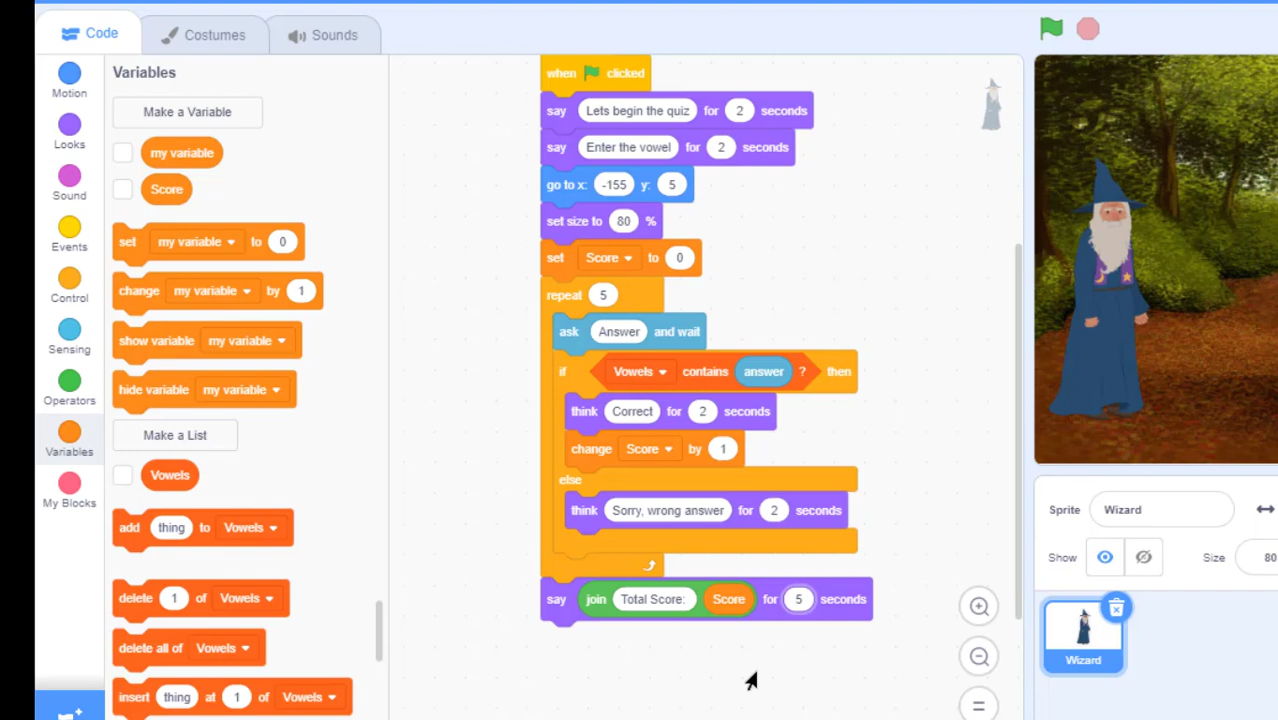 Code
Costumes
Sounds
Motion
Looks
Sound
Events
Control
Sensing
Operators
Variables
My Blocks
Variables
Make a Variable
my variable
Score
set my variable to 0
change my variable by 1
show variable my variable
hide variable my variable
Make a List
Vowels
add thing to Vowels
delete 1 of Vowels
delete all of Vowels
insert thing at 1 of Vowels
when clicked
say Lets begin the quiz for 2 seconds
say Enter the vowel for 2 seconds
go to x: -155 y: 5
set size to 80 %
set Score to 0
repeat 5
ask Answer and wait
if Vowels contains answer ? then
think Correct for 2 seconds
change Score by 1
else
think Sorry, wrong answer for 2 seconds
say join Total Score: Score for 5 seconds
Sprite Wizard
Show Size 80
Wizard